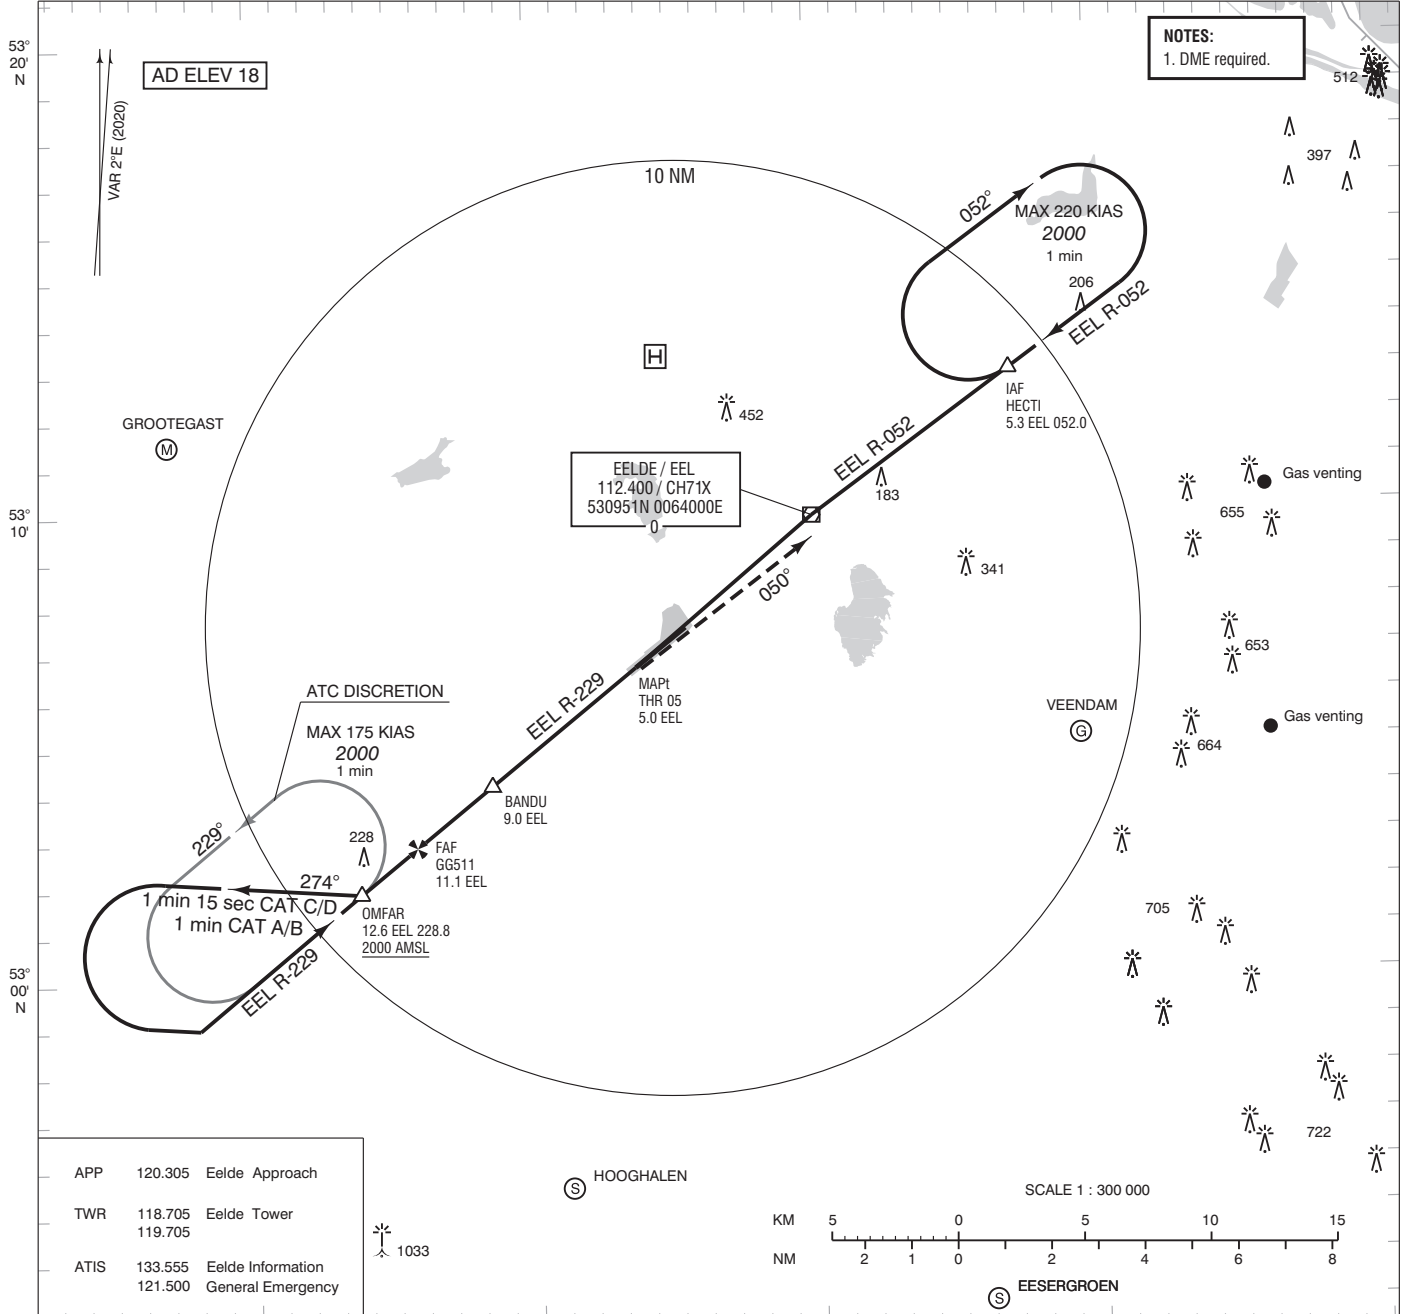 53°
20'
N
AD ELEV 18
VAR 2°E (2020)
NOTES:
1. DME required.
512
397
10 NM
052°
MAX 220 KIAS
2000
1 min
206
EEL R-052
H
IAF
HECTI
5.3 EEL 052.0
452
GROOTEGAST
M
EEL R-052
183
EELDE / EEL
112.400 / CH71X
530951N 0064000E
0
Gas venting
655
53°
10'
341
050°
653
MAPt
THR 05
5.0 EEL
EEL R-229
ATC DISCRETION
MAX 175 KIAS
2000
1 min
VEENDAM
G
Gas venting
664
BANDU
9.0 EEL
229°
228
FAF
GG511
11.1 EEL
274°
1 min 15 sec CAT C/D
1 min CAT A/B
OMFAR
12.6 EEL 228.8
2000 AMSL
EEL R-229
705
53°
00'
N
722
APP 120.305 Eelde Approach
TWR 118.705 Eelde Tower
119.705
ATIS 133.555 Eelde Information
121.500 General Emergency
1033
HOOGHALEN
S
SCALE 1 : 300 000
KM 5 0 5 10 15
NM 2 1 0 2 4 6 8
EESERGROEN
S